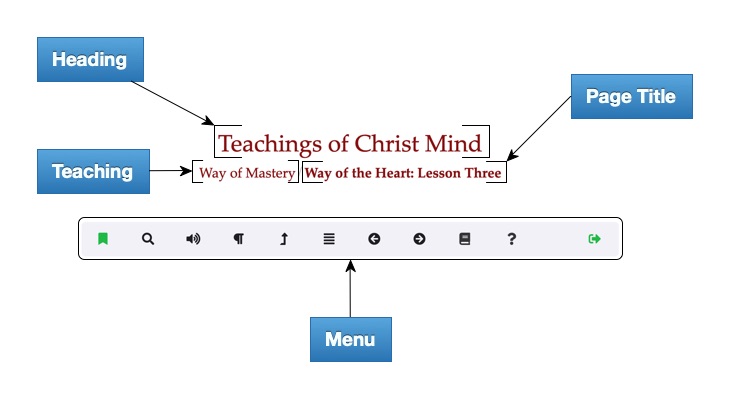 Heading
Page Title
Teachings of Christ Mind
Teaching
Way of Mastery Way of the Heart: Lesson Three
?
Menu